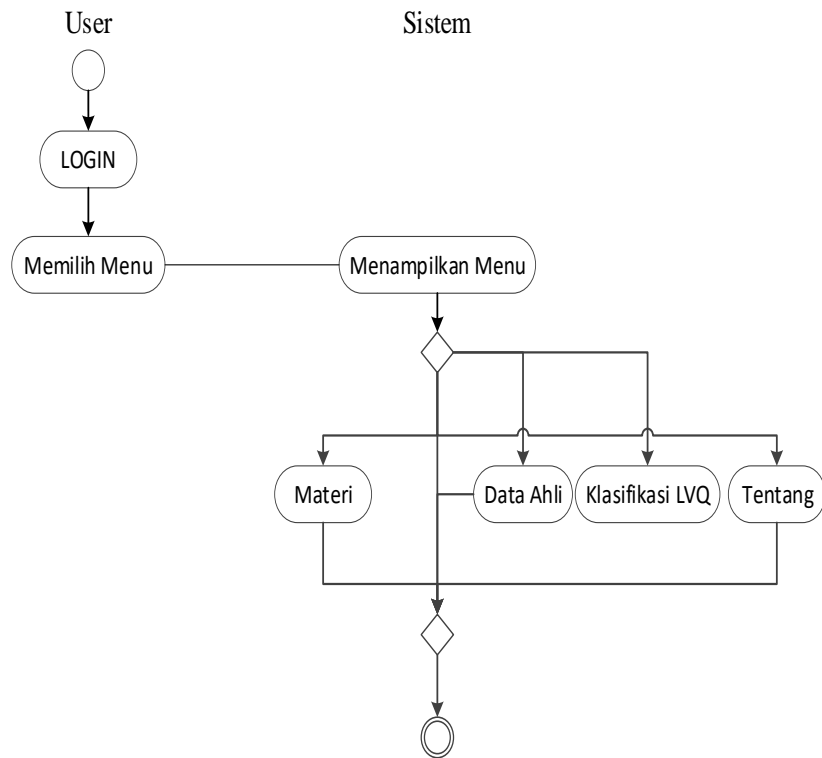 User
Sistem
LOGIN
Memilih Menu
Menampilkan Menu
Materi
Data Ahli
Klasifikasi LVQ
Tentang